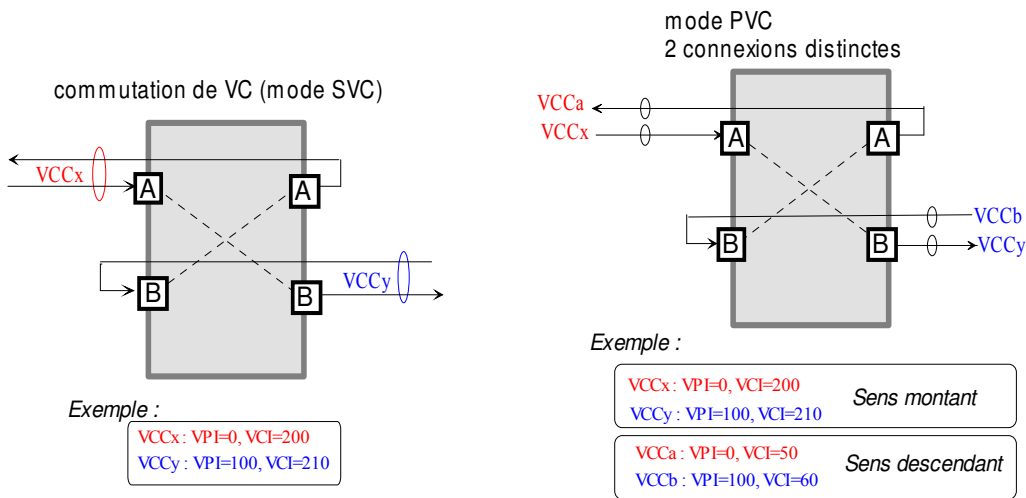 commutation de VC (mode SVC)
VCCx
A
A
B
B
VCCy
Exemple :
VCCx : VPI=0, VCI=200
VCCy : VPI=100, VCI=210
mode PVC
2 connexions distinctes
VCCa
VCCx
A
A
VCCb
B
B
VCCy
Exemple :
VCCx : VPI=0, VCI=200
Sens montant
VCCy : VPI=100, VCI=210
VCCa : VPI=0, VCI=50
Sens descendant
VCCb : VPI=100, VCI=60